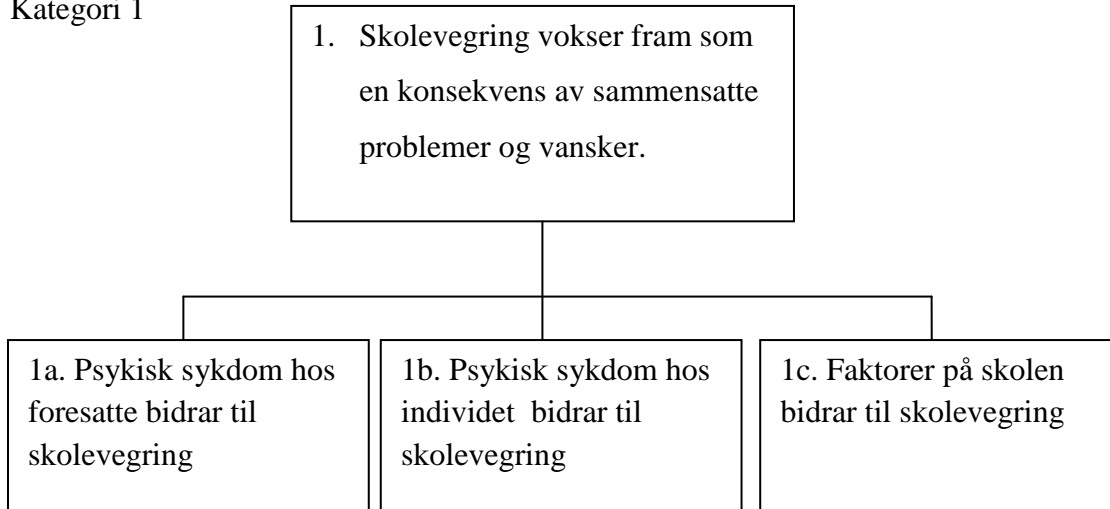 Kategori 1
1. Skolevegring vokser fram som
en konsekvens av sammensatte
problemer og vansker.
1a. Psykisk sykdom hos
foresatte bidrar til
skolevegring
1b. Psykisk sykdom hos
individet bidrar til
skolevegring
1c. Faktorer på skolen
bidrar til skolevegring